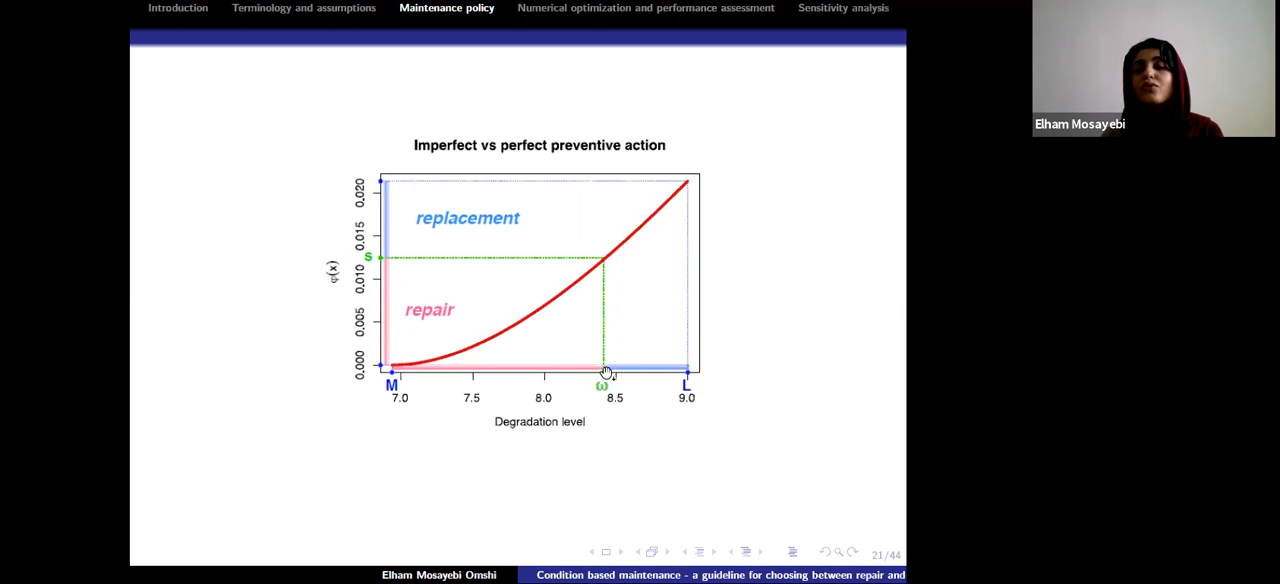 Introduction Terminology and assumptions Maintenance policy Numerical optimization and performance assessment Sensitivity analysis
Elham Mosayebi
Imperfect vs perfect preventive action
0.020
0.015
0.010
0.005
0.000
φ(x)
replacement
s
repair
M ω L
7.0 7.5 8.0 8.5 9.0
Degradation level
21/44
Elham Mosayebi Omshi Condition based maintenance - a guideline for choosing between repair and